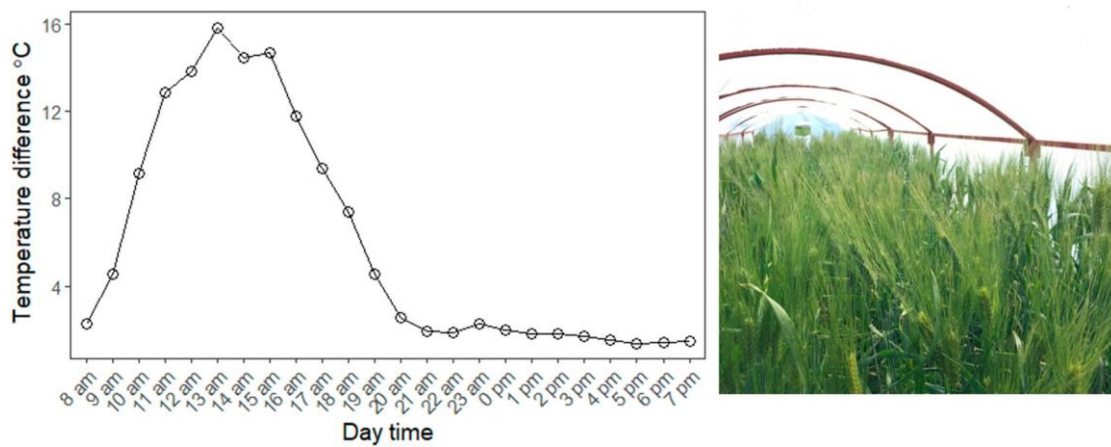 Temperature difference °C
16
12
8
4
8 am
9 am
10 am
11 am
12 am
13 am
14 am
15 am
16 am
17 am
18 am
19 am
20 am
21 am
22 am
23 am
0 pm
1 pm
2 pm
3 pm
4 pm
5 pm
6 pm
7 pm
Day time